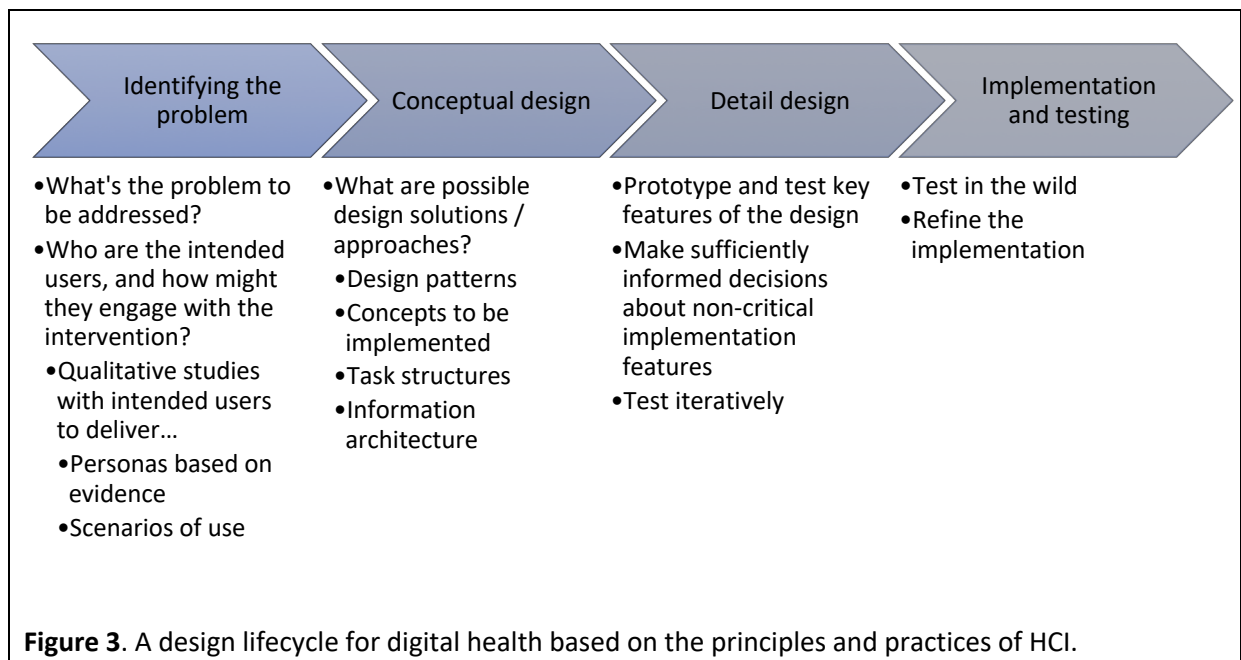 Identifying the
problem
Conceptual design
Detail design
Implementation
and testing
•What's the problem to
be addressed?
•Who are the intended
users, and how might
they engage with the
intervention?
•Qualitative studies
with intended users
to deliver…
•Personas based on
evidence
•Scenarios of use
•What are possible
design solutions /
approaches?
•Design patterns
•Concepts to be
implemented
•Task structures
•Information
architecture
•Prototype and test key
features of the design
•Make sufficiently
informed decisions
about non-critical
implementation
features
•Test iteratively
•Test in the wild
•Refine the
implementation
Figure 3. A design lifecycle for digital health based on the principles and practices of HCI.